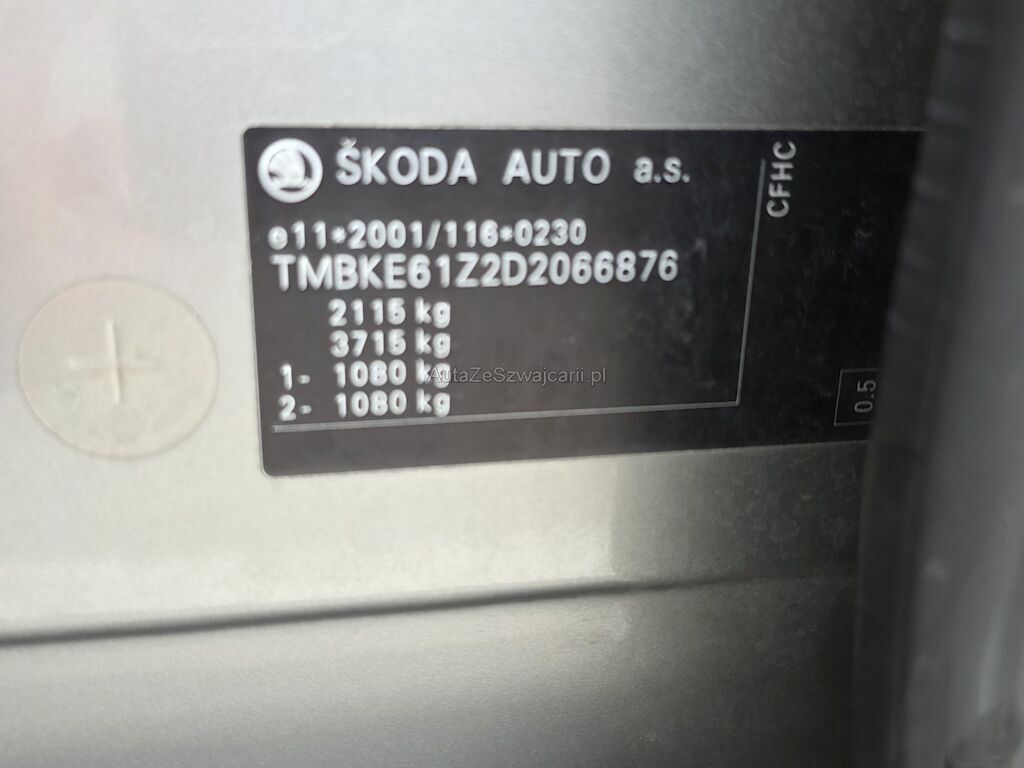 ŠKODA AUTO a.s.
e11*2001/116*0230
TMBKE61Z2D2066876
2115 kg
3715 kg
1- 1080 kg
2- 1080 kg
CFHC
0.5
AutaZeSzwajcarii.pl